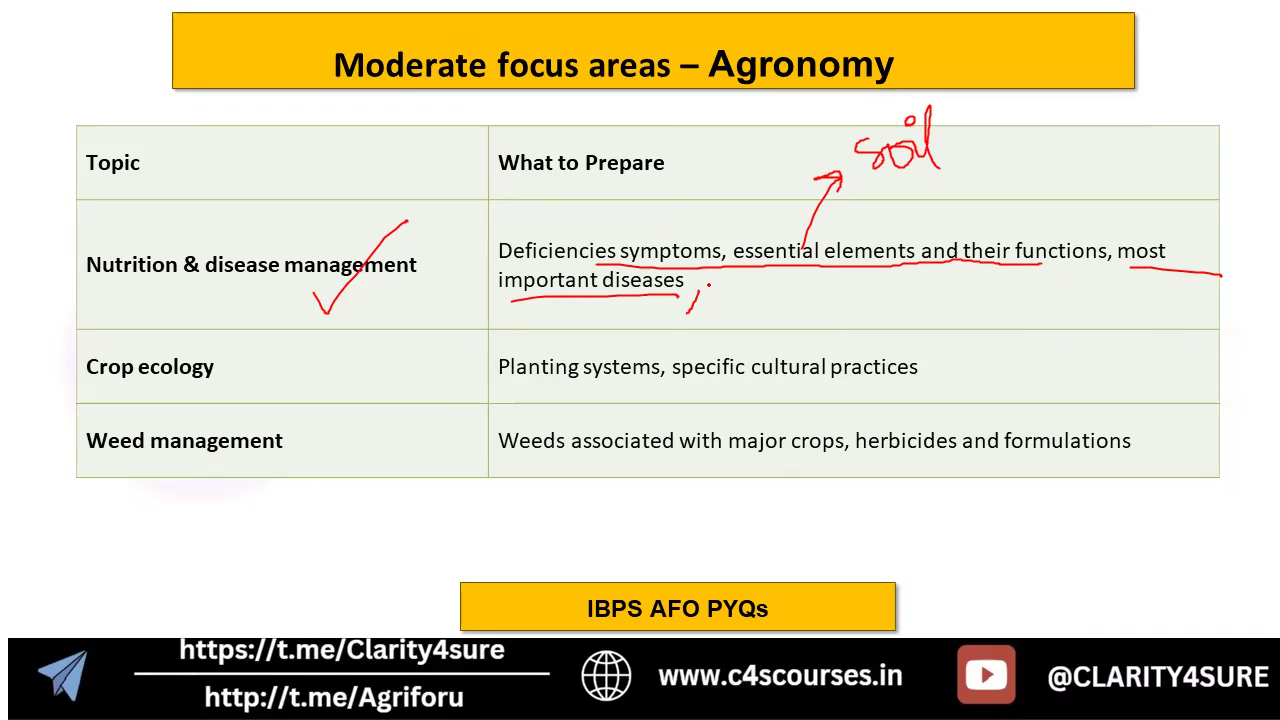 Moderate focus areas – Agronomy
soil
Topic
What to Prepare
Nutrition & disease management
Deficiencies symptoms, essential elements and their functions, most
important diseases ,
Crop ecology
Planting systems, specific cultural practices
Weed management
Weeds associated with major crops, herbicides and formulations
IBPS AFO PYQs
https://t.me/Clarity4sure
http://t.me/Agriforu
www.c4scourses.in
@CLARITY4SURE